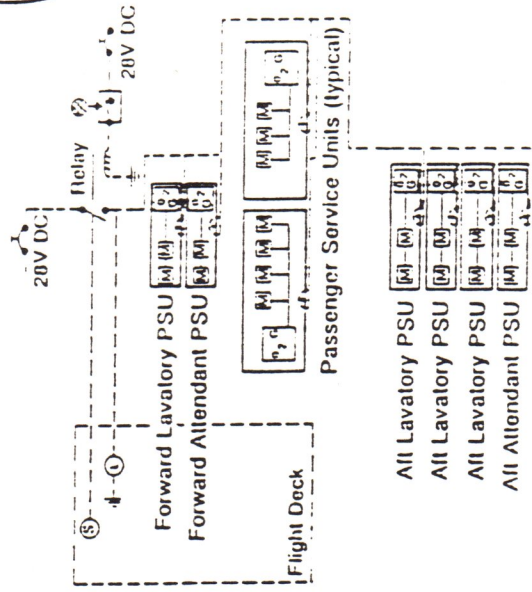 28V DC
Relay
28V DC
Forward Lavatory PSU
[M] [M]
Forward Attendant PSU
[M] [M]
[M] [M] [M] [M]
[M] [M] [M]
Passenger Service Units (typical)
Flight Deck
S
Aft Lavatory PSU
[M] [M]
Aft Lavatory PSU
[M] [M]
Aft Lavatory PSU
[M] [M]
Aft Attendant PSU
[M] [M]